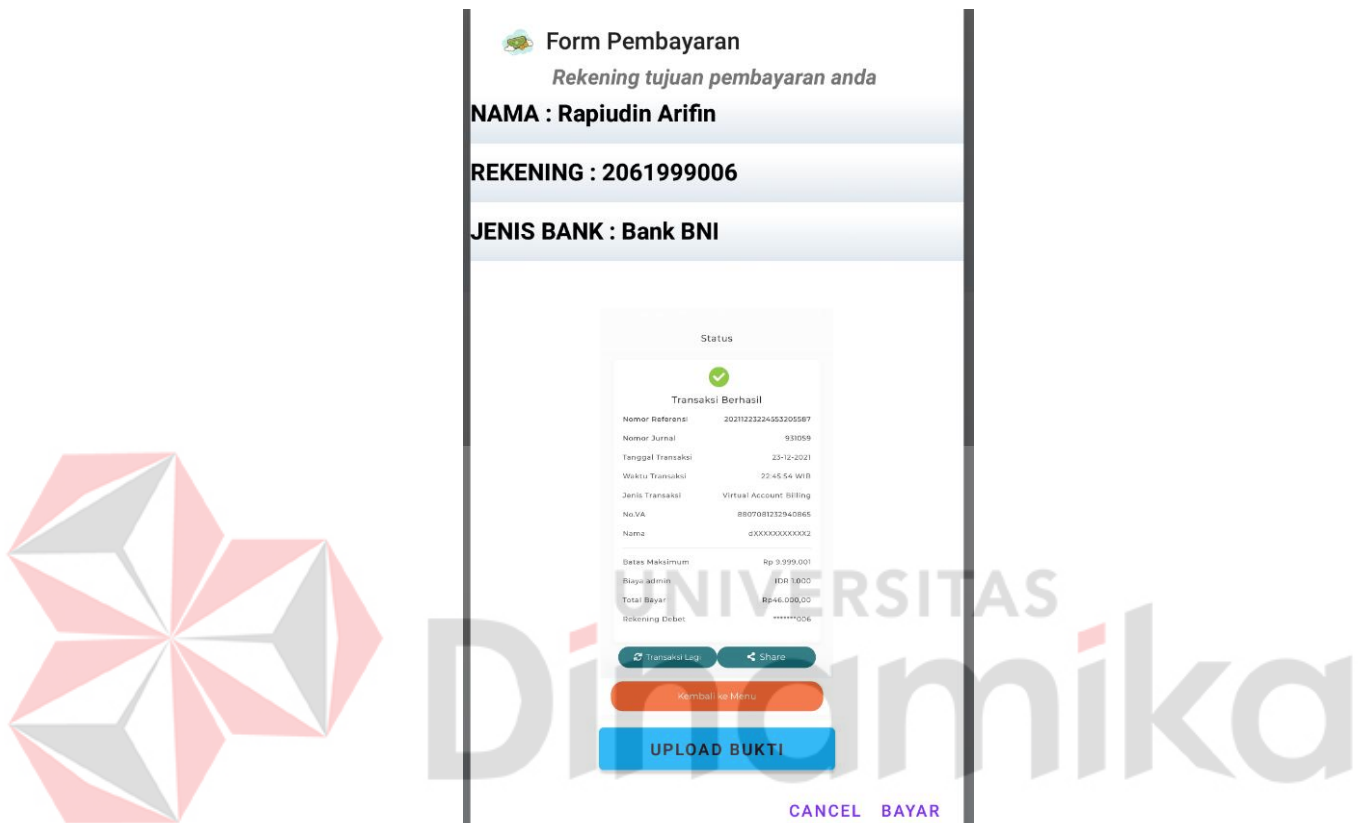 Form Pembayaran
Rekening tujuan pembayaran anda
NAMA : Rapiudin Arifin
REKENING : 2061999006
JENIS BANK : Bank BNI
Status
Transaksi Berhasil
Nomor Referensi 20211223224553205587
Nomor Jurnal 931059
Tanggal Transaksi 23-12-2021
Waktu Transaksi 22:45:54 WIB
Jenis Transaksi Virtual Account Billing
No.VA 8807081232940865
Nama dXXXXXXXXXXX2
Batas Maksimum Rp 9.999.001
Biaya admin IDR 1.000
Total Bayar Rp46.000,00
Rekening Debet *******006
Transaksi Lagi Share
Kembali ke Menu
UPLOAD BUKTI
CANCEL BAYAR
UNIVERSITAS
Dinamika